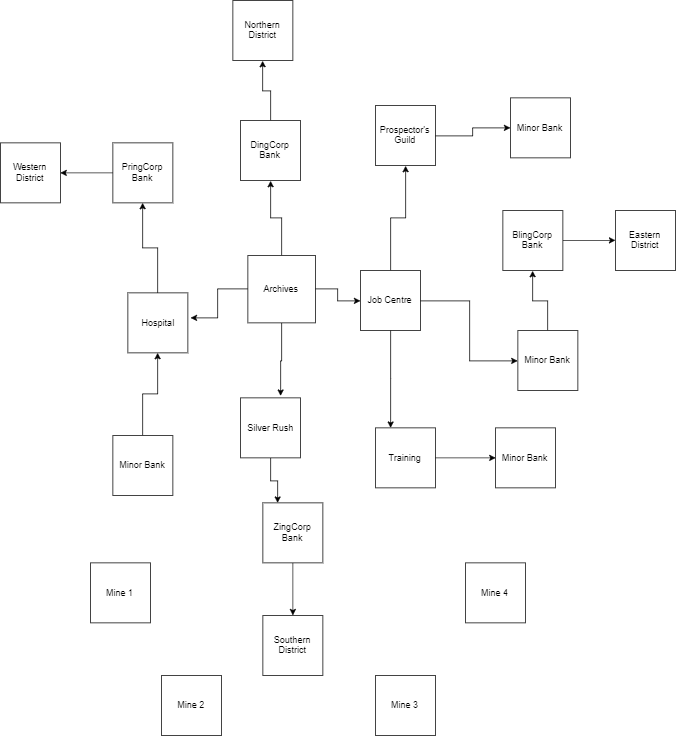 Northern
District
Prospector's
Guild
Minor Bank
DingCorp
Bank
Western
District
PringCorp
Bank
BlingCorp
Bank
Eastern
District
Archives
Job Centre
Hospital
Minor Bank
Silver Rush
Minor Bank
Training
Minor Bank
ZingCorp
Bank
Mine 1
Mine 4
Southern
District
Mine 2
Mine 3